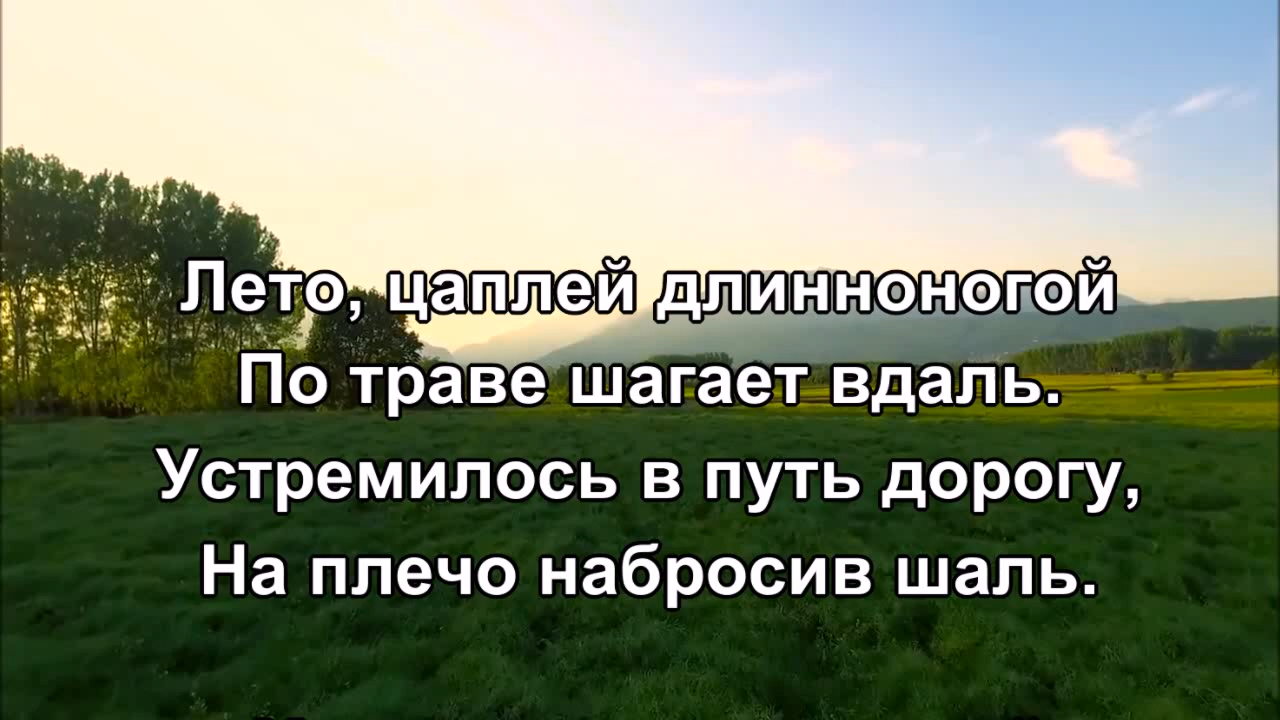 Лето, цаплей длинноногой
По траве шагает вдаль.
Устремилось в путь дорогу,
На плечо набросив шаль.